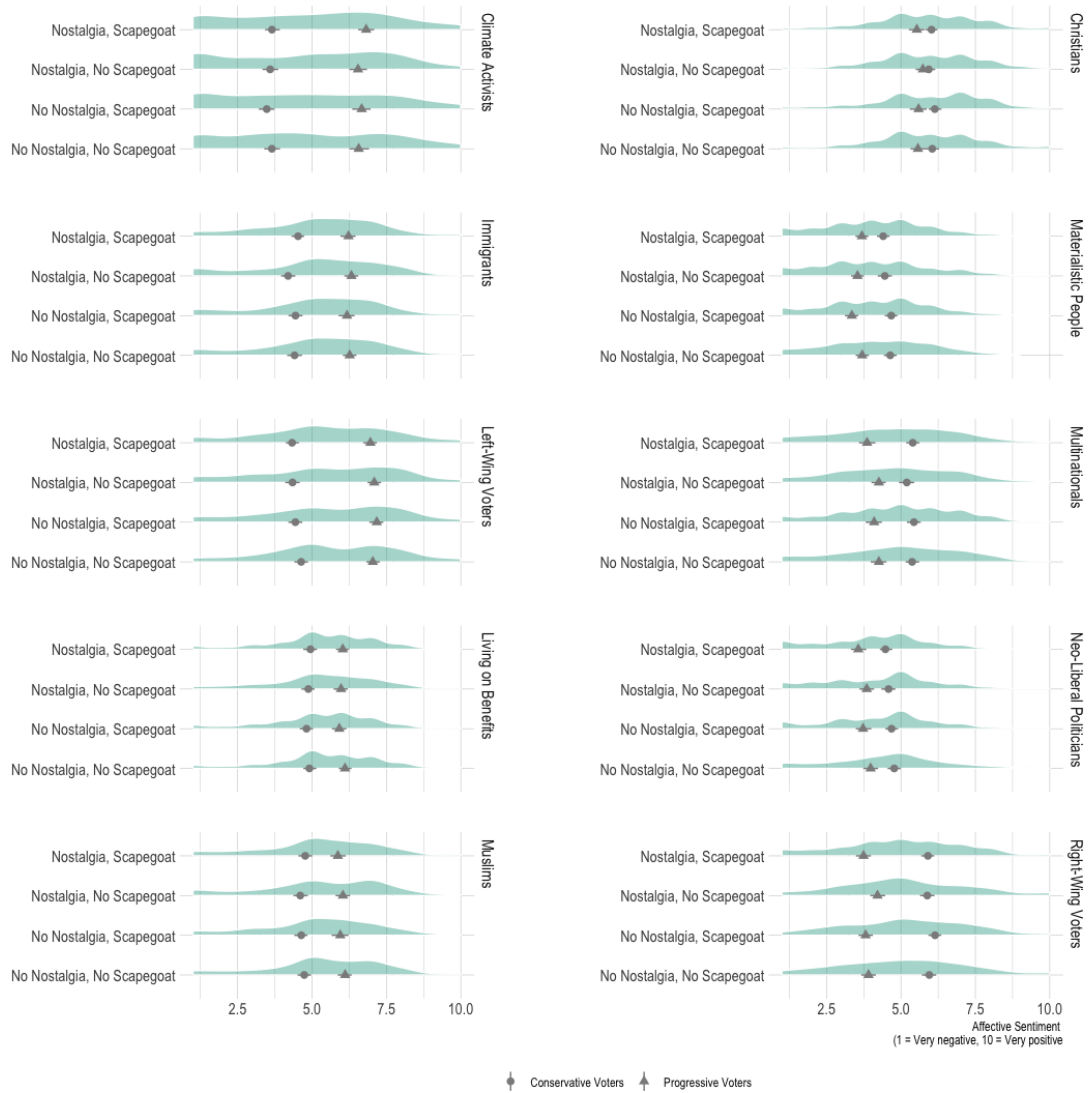 Nostalgia, Scapegoat
Nostalgia, No Scapegoat
No Nostalgia, Scapegoat
No Nostalgia, No Scapegoat
Climate Activists
Nostalgia, Scapegoat
Nostalgia, No Scapegoat
No Nostalgia, Scapegoat
No Nostalgia, No Scapegoat
Immigrants
Nostalgia, Scapegoat
Nostalgia, No Scapegoat
No Nostalgia, Scapegoat
No Nostalgia, No Scapegoat
Left-Wing Voters
Nostalgia, Scapegoat
Nostalgia, No Scapegoat
No Nostalgia, Scapegoat
No Nostalgia, No Scapegoat
Living on Benefits
Nostalgia, Scapegoat
Nostalgia, No Scapegoat
No Nostalgia, Scapegoat
No Nostalgia, No Scapegoat
Muslims
2.5 5.0 7.5 10.0
Nostalgia, Scapegoat
Nostalgia, No Scapegoat
No Nostalgia, Scapegoat
No Nostalgia, No Scapegoat
Christians
Nostalgia, Scapegoat
Nostalgia, No Scapegoat
No Nostalgia, Scapegoat
No Nostalgia, No Scapegoat
Materialistic People
Nostalgia, Scapegoat
Nostalgia, No Scapegoat
No Nostalgia, Scapegoat
No Nostalgia, No Scapegoat
Multinationals
Nostalgia, Scapegoat
Nostalgia, No Scapegoat
No Nostalgia, Scapegoat
No Nostalgia, No Scapegoat
Neo-Liberal Politicians
Nostalgia, Scapegoat
Nostalgia, No Scapegoat
No Nostalgia, Scapegoat
No Nostalgia, No Scapegoat
Right-Wing Voters
2.5 5.0 7.5 10.0
Affective Sentiment
(1 = Very negative, 10 = Very positive
Conservative Voters Progressive Voters